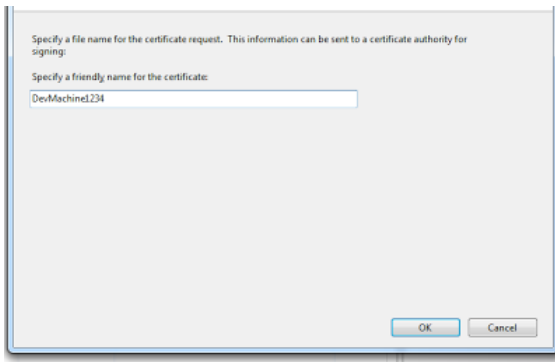 Specify a file name for the certificate request.  This information can be sent to a certificate authority for
signing:
Specify a friendly name for the certificate:
DevMachine1234
OK
Cancel